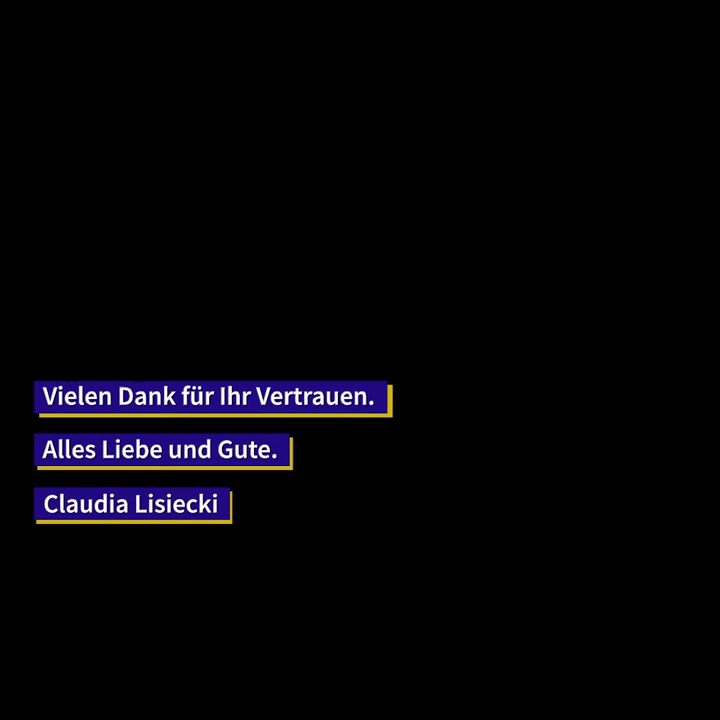 Vielen Dank für Ihr Vertrauen.
Alles Liebe und Gute.
Claudia Lisiecki